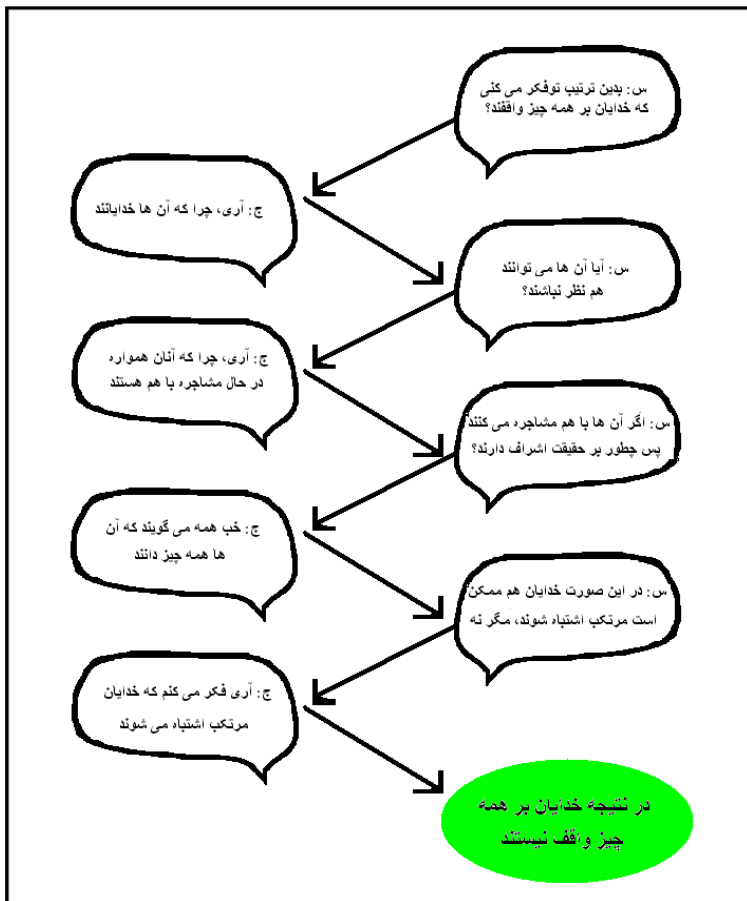 س: بدین ترتیب توفکر می کنی
که خدایان بر همه چیز واقفند؟
ج: آری، چرا که آن ها خدایانند
س: آیا آن ها می توانند
هم نظر نباشند؟
ج: آری، چرا که آنان همواره
در حال مشاجره با هم هستند
س: اگر آن ها با هم مشاجره می کنند
پس چطور بر حقیقت اشراف دارند؟
ج: خب همه می گویند که آن
ها همه چیز دانند
س: در این صورت خدایان هم ممکن
است مرتکب اشتباه شوند، مگر نه
ج: آری فکر می کنم که خدایان
مرتکب اشتباه می شوند
در نتیجه خدایان بر همه
چیز واقف نیستند